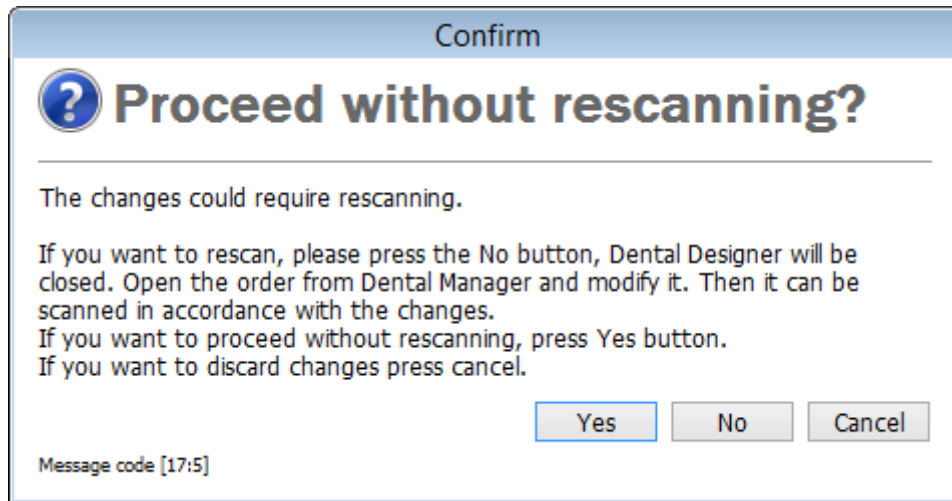 Confirm
Proceed without rescanning?
The changes could require rescanning.
If you want to rescan, please press the No button, Dental Designer will be
closed. Open the order from Dental Manager and modify it. Then it can be
scanned in accordance with the changes.
If you want to proceed without rescanning, press Yes button.
If you want to discard changes press cancel.
Yes No Cancel
Message code [17:5]